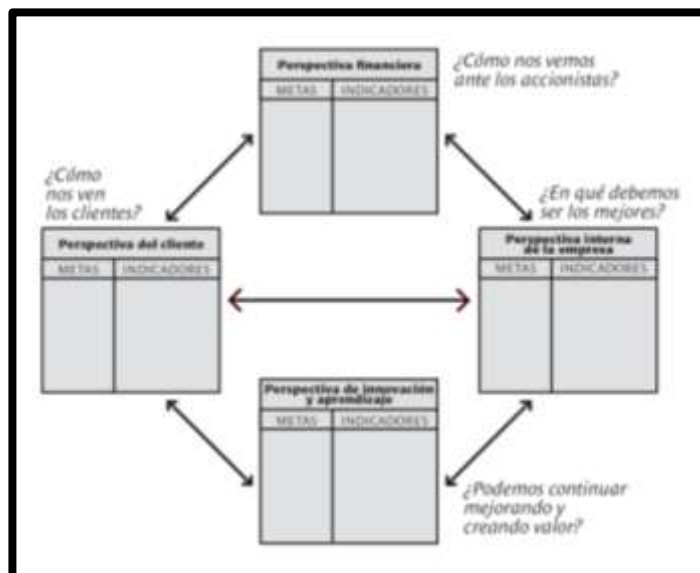 Perspectiva financiera
METAS INDICADORES
¿Cómo nos vemos
ante los accionistas?
¿Cómo
nos ven
los clientes?
Perspectiva del cliente
METAS INDICADORES
¿En qué debemos
ser los mejores?
Perspectiva interna
de la empresa
METAS INDICADORES
Perspectiva de innovación
y aprendizaje
METAS INDICADORES
¿Podemos continuar
mejorando y
creando valor?